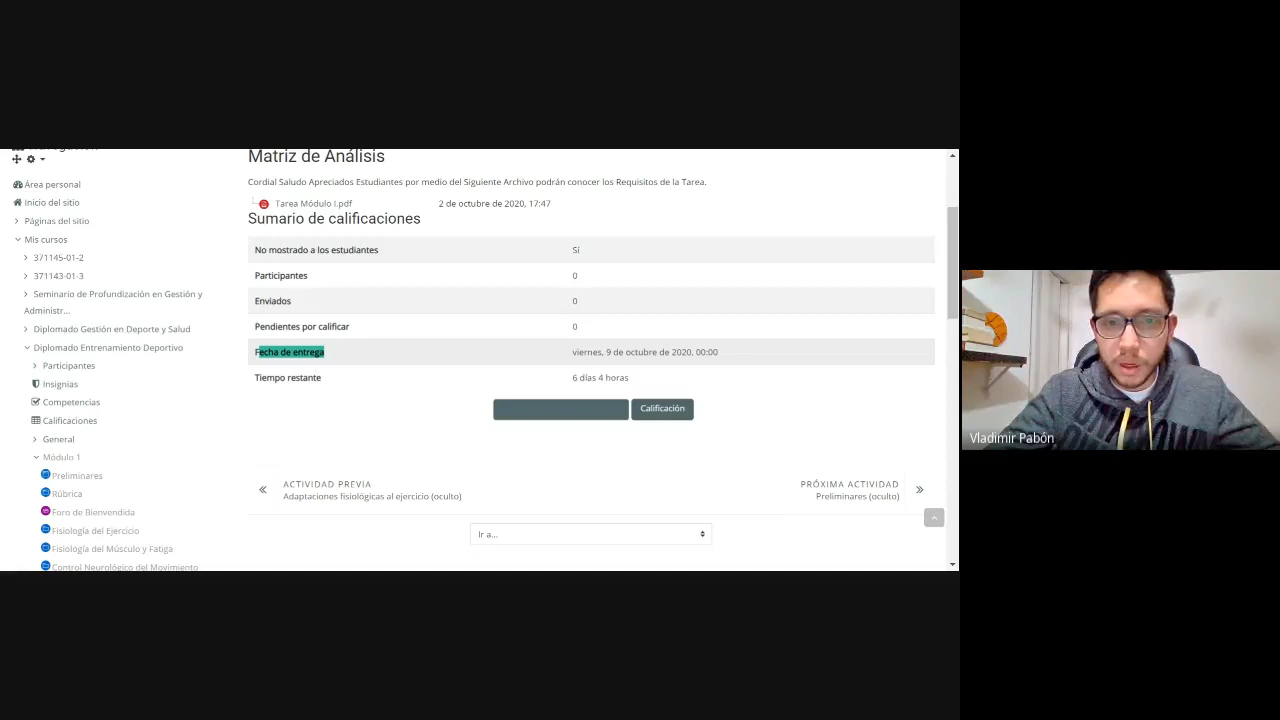 Matriz de Análisis
Cordial Saludo Apreciados Estudiantes por medio del Siguiente Archivo podrán conocer los Requisitos de la Tarea.
Tarea Módulo I.pdf 2 de octubre de 2020, 17:47
Sumario de calificaciones
No mostrado a los estudiantes Sí
Participantes 0
Enviados 0
Pendientes por calificar 0
Fecha de entrega viernes, 9 de octubre de 2020, 00:00
Tiempo restante 6 días 4 horas
Calificación
ACTIVIDAD PREVIA
Adaptaciones fisiológicas al ejercicio (oculto)
PRÓXIMA ACTIVIDAD
Preliminares (oculto)
Ir a...
Área personal
Inicio del sitio
Páginas del sitio
Mis cursos
371145-01-2
371143-01-3
Seminario de Profundización en Gestión y
Administr...
Diplomado Gestión en Deporte y Salud
Diplomado Entrenamiento Deportivo
Participantes
Insignias
Competencias
Calificaciones
General
Módulo 1
Preliminares
Rúbrica
Foro de Bienvendida
Fisiología del Ejercicio
Fisiología del Músculo y Fatiga
Control Neurológico del Movimiento
Vladimir Pabón